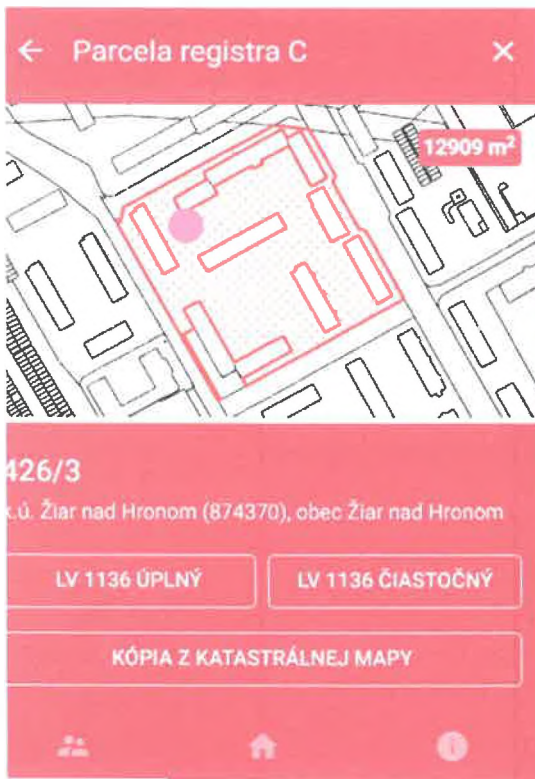 Parcela registra C
12909 m²
426/3
k.ú. Žiar nad Hronom (874370), obec Žiar nad Hronom
LV 1136 ÚPLNÝ
LV 1136 ČIASTOČNÝ
KÓPIA Z KATASTRÁLNEJ MAPY